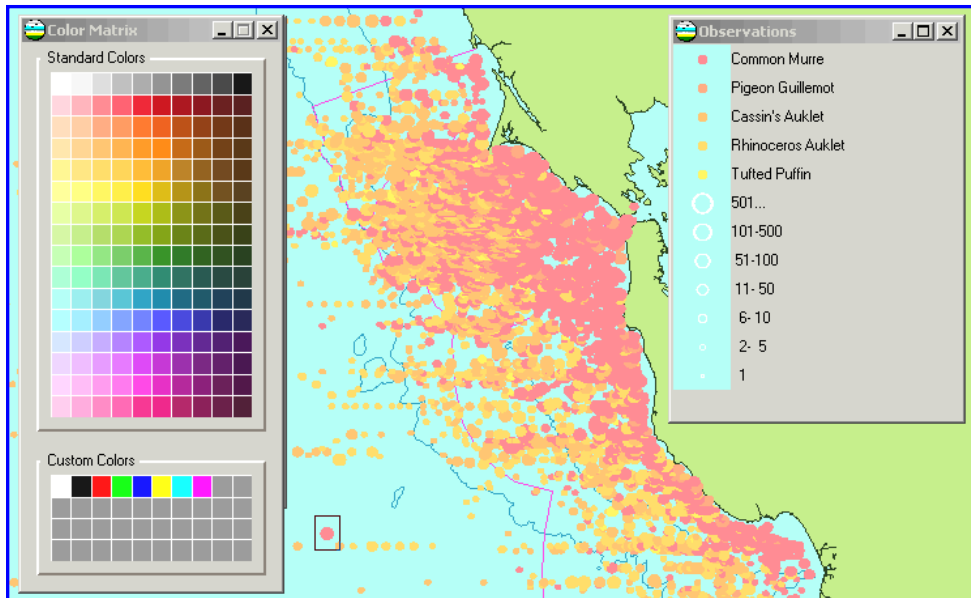 Color Matrix
Standard Colors
Custom Colors
Observations
Common Murre
Pigeon Guillemot
Cassin's Auklet
Rhinoceros Auklet
Tufted Puffin
501...
101-500
51-100
11- 50
6- 10
2- 5
1